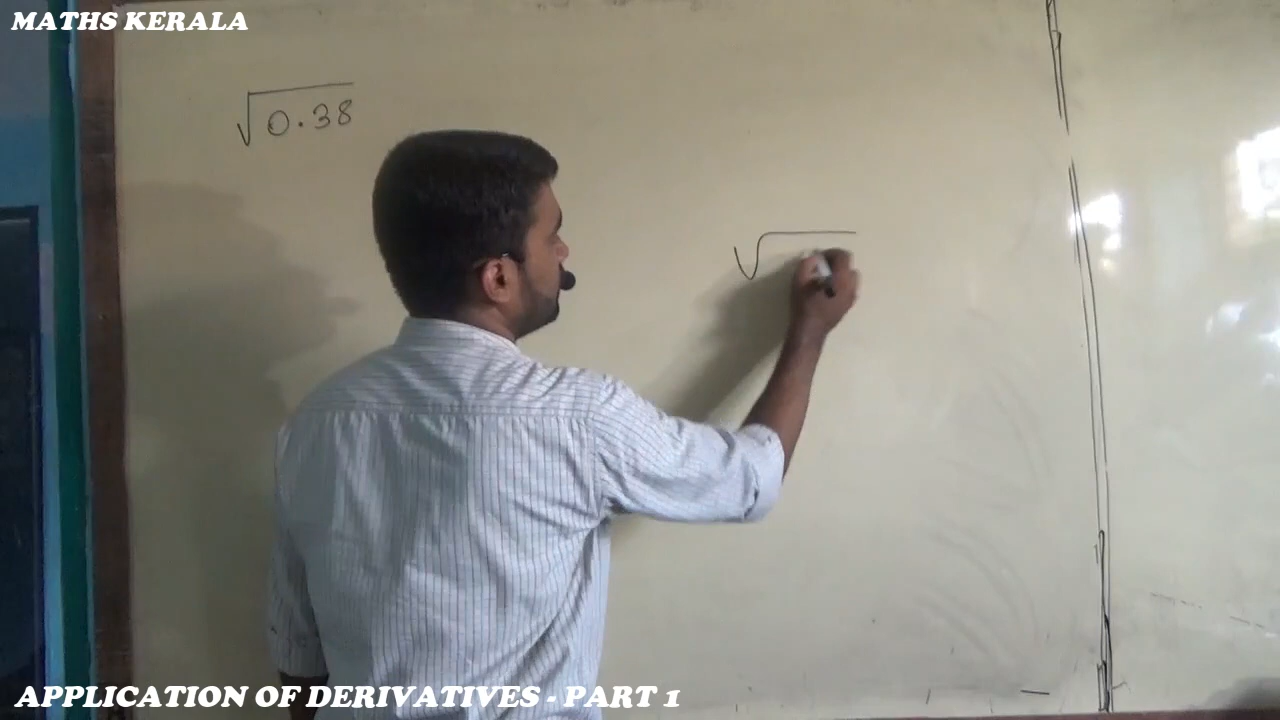 MATHS KERALA
√0.38
√
APPLICATION OF DERIVATIVES - PART 1